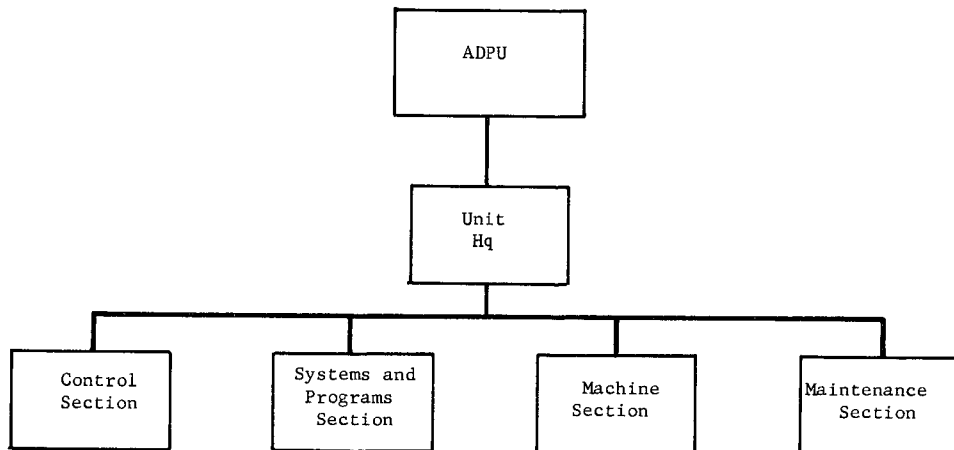 ADPU
Unit
Hq
Control
Section
Systems and
Programs
Section
Machine
Section
Maintenance
Section